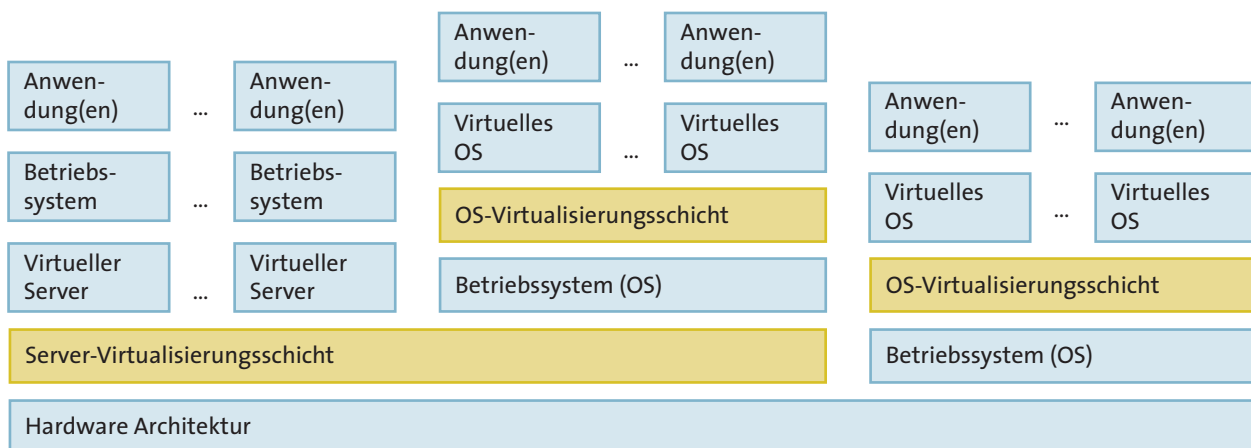 Anwen-
dung(en)
...
Anwen-
dung(en)
Betriebs-
system
...
Betriebs-
system
Virtueller
Server
...
Virtueller
Server
Anwen-
dung(en)
...
Anwen-
dung(en)
Virtuelles
OS
...
Virtuelles
OS
OS-Virtualisierungsschicht
Betriebssystem (OS)
Server-Virtualisierungsschicht
Anwen-
dung(en)
...
Anwen-
dung(en)
Virtuelles
OS
...
Virtuelles
OS
OS-Virtualisierungsschicht
Betriebssystem (OS)
Hardware Architektur